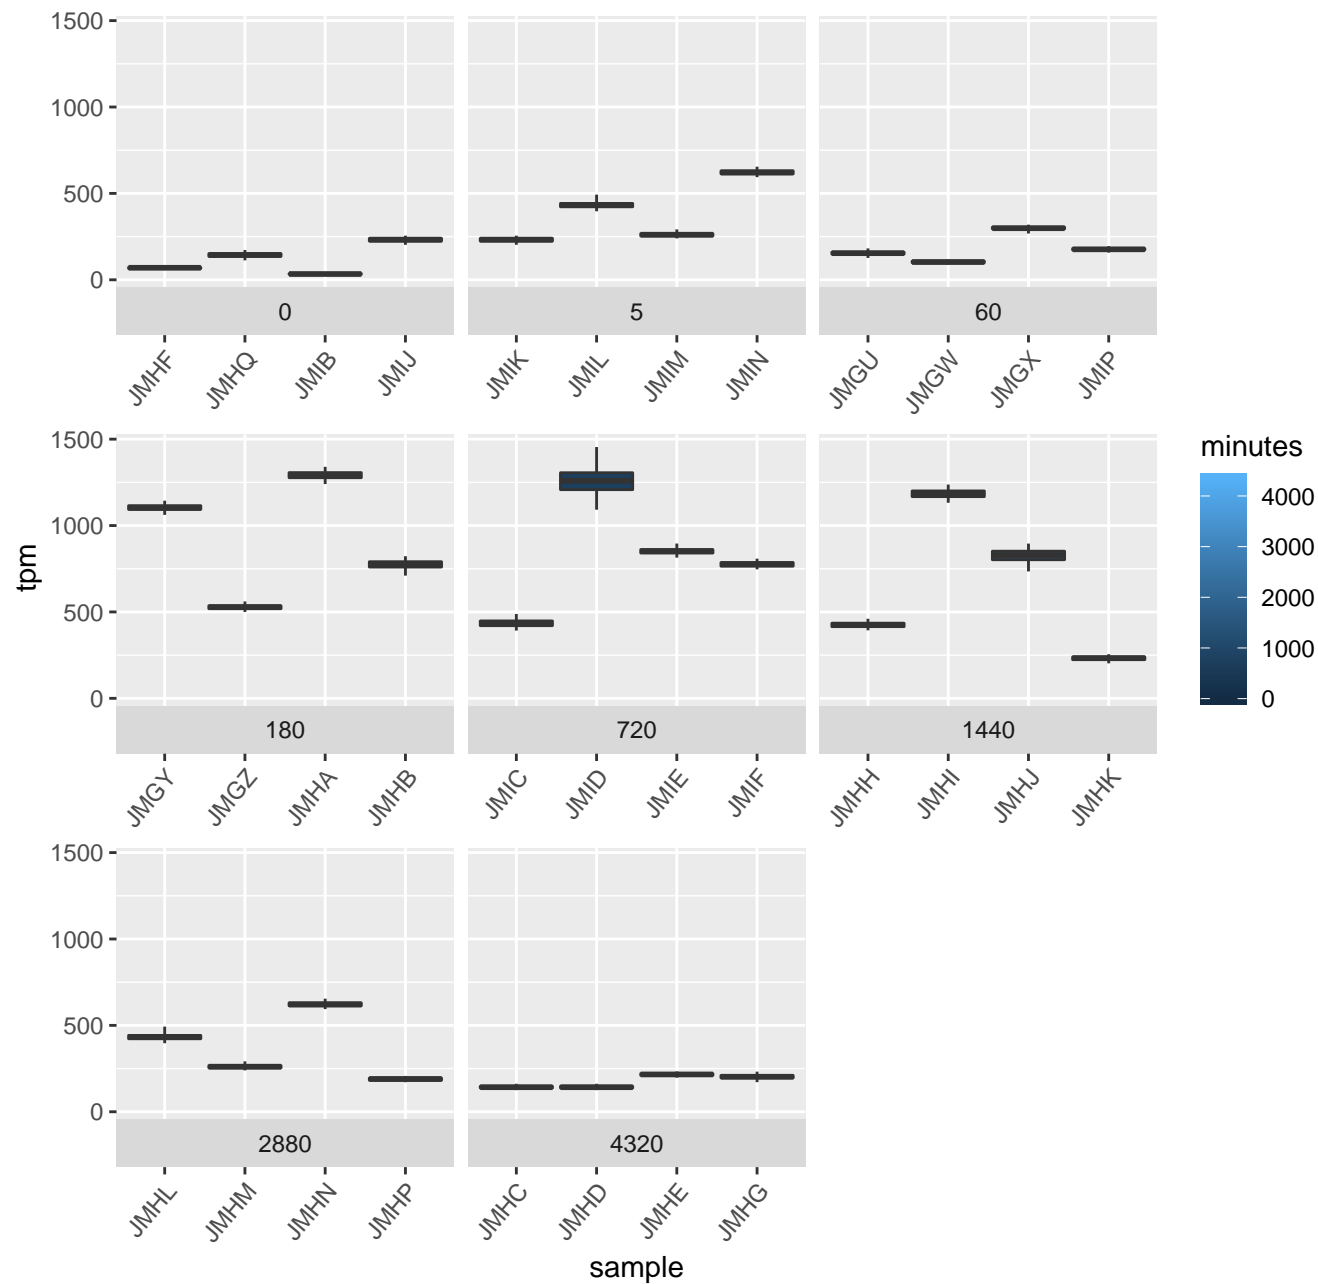 1500
1000
500
0
0
5
60
JMHF
JMHQ
JMIB
JMIJ
JMIK
JMIL
JMIM
JMIN
JMGU
JMGW
JMGX
JMIP
tpm
1500
1000
500
0
180
720
1440
JMGY
JMGZ
JMHA
JMHB
JMIC
JMID
JMIE
JMIF
JMHH
JMHI
JMHJ
JMHK
minutes
4000
3000
2000
1000
0
1500
1000
500
0
2880
4320
JMHL
JMHM
JMHN
JMHP
JMHC
JMHD
JMHE
JMHG
sample